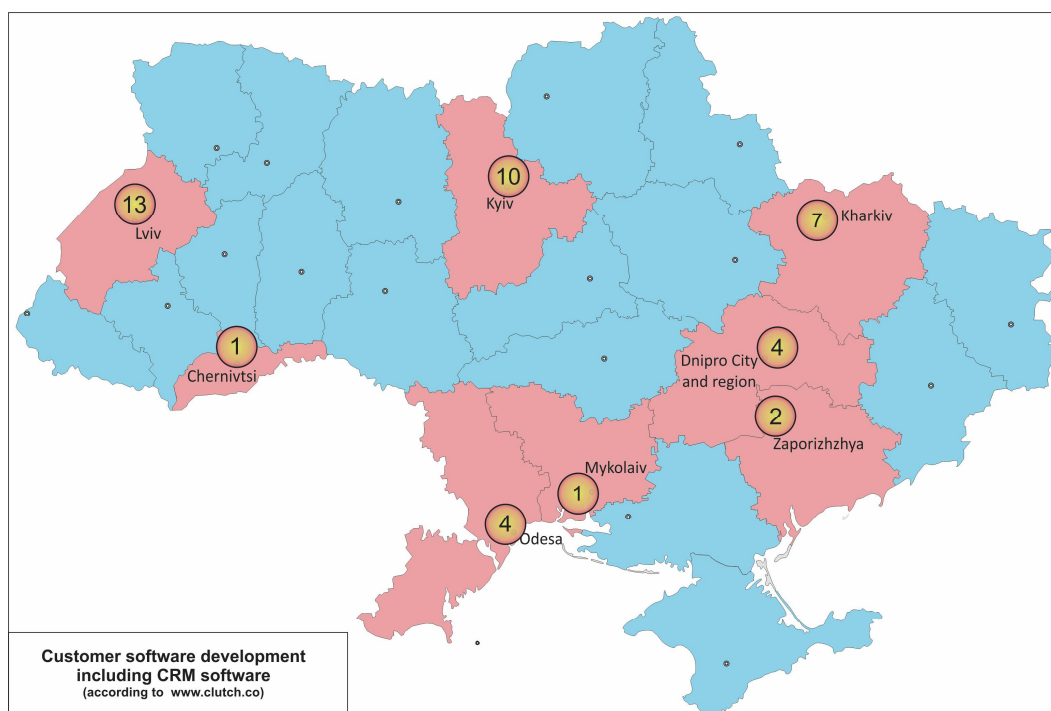 10
Kyiv
13
Lviv
7
Kharkiv
1
Chernivtsi
4
Dnipro City
and region
2
Zaporizhzhya
Mykolaiv
1
4
Odesa
Customer software development
including CRM software
(according to www.clutch.co)